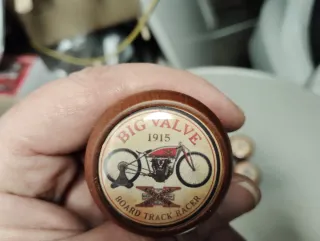 BIG VALVE
1915
X
BOARD TRACK RACER